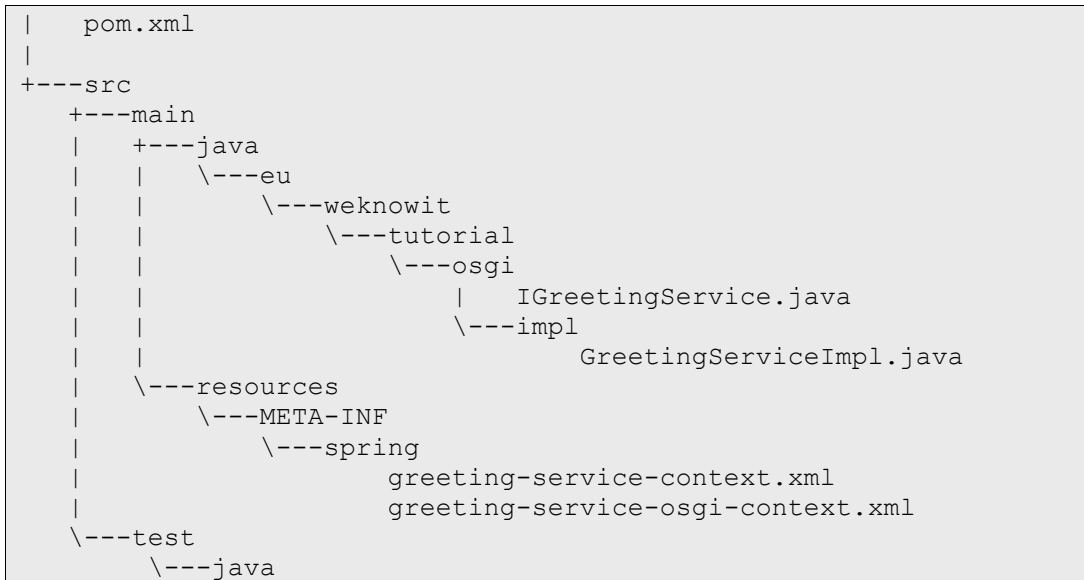 |    pom.xml
|
+---src
   +---main
   |   +---java
   |   |   \---eu
   |   |       \---weknowit
   |   |           \---tutorial
   |   |               \---osgi
   |   |                   |   IGreetingService.java
   |   |                   \---impl
   |   |                           GreetingServiceImpl.java
   |   \---resources
   |       \---META-INF
   |           \---spring
   |                   greeting-service-context.xml
   |                   greeting-service-osgi-context.xml
   \---test
        \---java